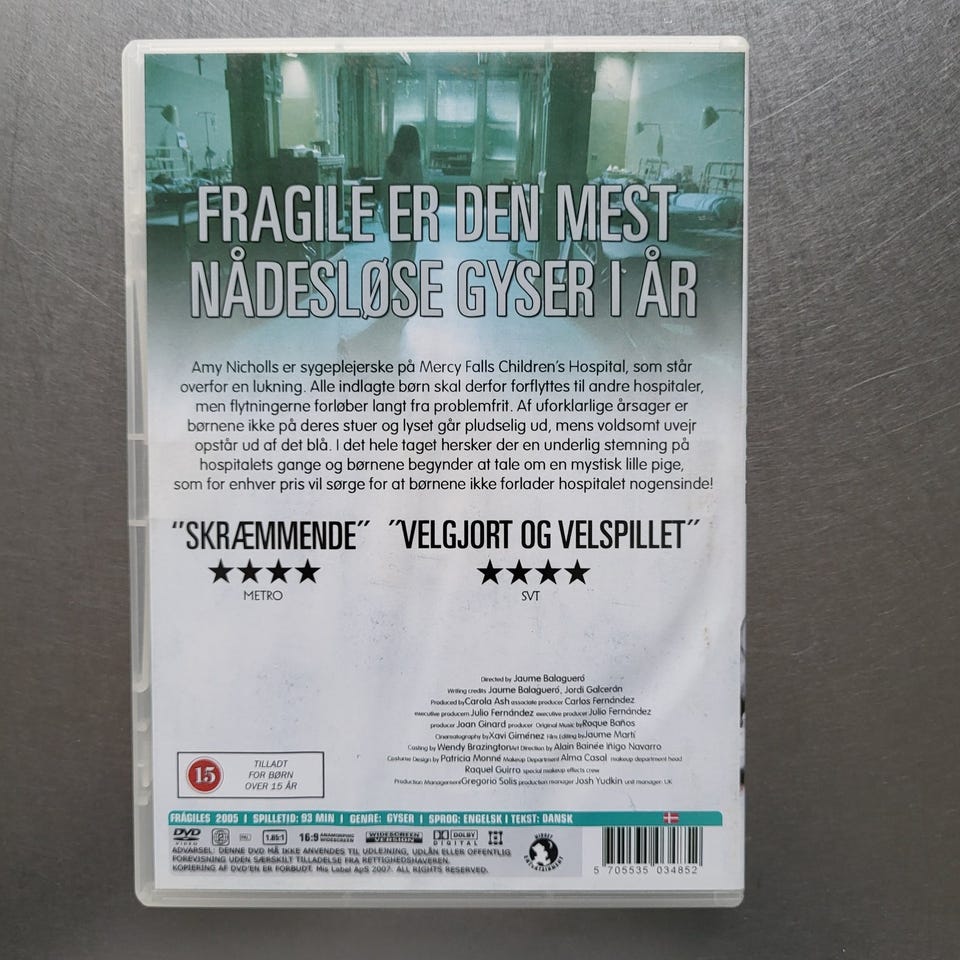 FRAGILE ER DEN MEST
NÅDESLØSE GYSER I ÅR
Amy Nicholls er sygeplejerske på Mercy Falls Children's Hospital, som står
overfor en lukning. Alle indlagte børn skal derfor forflyttes til andre hospitaler,
men flytningerne forløber langt fra problemfrit. Af uforklarlige årsager er
børnene ikke på deres stuer og lyset går pludselig ud, mens voldsomt uvejr
opstår ud af det blå. I det hele taget hersker der en underlig stemning på
hospitalets gange og børnene begynder at tale om en mystisk lille pige,
som for enhver pris vil sørge for at børnene ikke forlader hospitalet nogensinde!
"SKRÆMMENDE" "VELGJORT OG VELSPILLET"
METRO SVT
Directed by Jaume Balagueró
Writing credits Jaume Balagueró, Jordi Galcerán
Produced by Carola Ash associate producer Carlos Fernández
executive producern Julio Fernández executive producer Julio Fernández
producer Joan Ginard producer Original Music by Roque Baños
Cinematography by Xavi Giménez Film Editing by Jaume Martí
Casting by Wendy Brazington Art Direction by Alain Bainée Iñigo Navarro
Costume Design by Patricia Monné Makeup Department Alma Casal makeup department head
Raquel Guirro special makeup effects crew
Production Management Gregorio Solis production manager Josh Yudkin unit manager: UK
15
TILLADT
FOR BØRN
OVER 15 ÅR
FRÁGILES 2005 I SPILLETID: 93 MIN I GENRE: GYSER I SPROG: ENGELSK I TEKST: DANSK
DVD VIDEO 2 PAL 1.85:1 16:9 ANAMORPHIC WIDESCREEN WIDESCREEN VERSION DOLBY DIGITAL
ADVARSEL: DENNE DVD MÅ IKKE ANVENDES TIL UDLEJNING, UDLÅN ELLER OFFENTLIG
FOREVISNING UDEN SÆRSKILT TILLADELSE FRA RETTIGHEDSHAVEREN.
KOPIERING AF DVD'EN ER FORBUDT. Mis Label ApS 2007. ALL RIGHTS RESERVED.
MIDGET ENTERTAINMENT
5 705535 034852